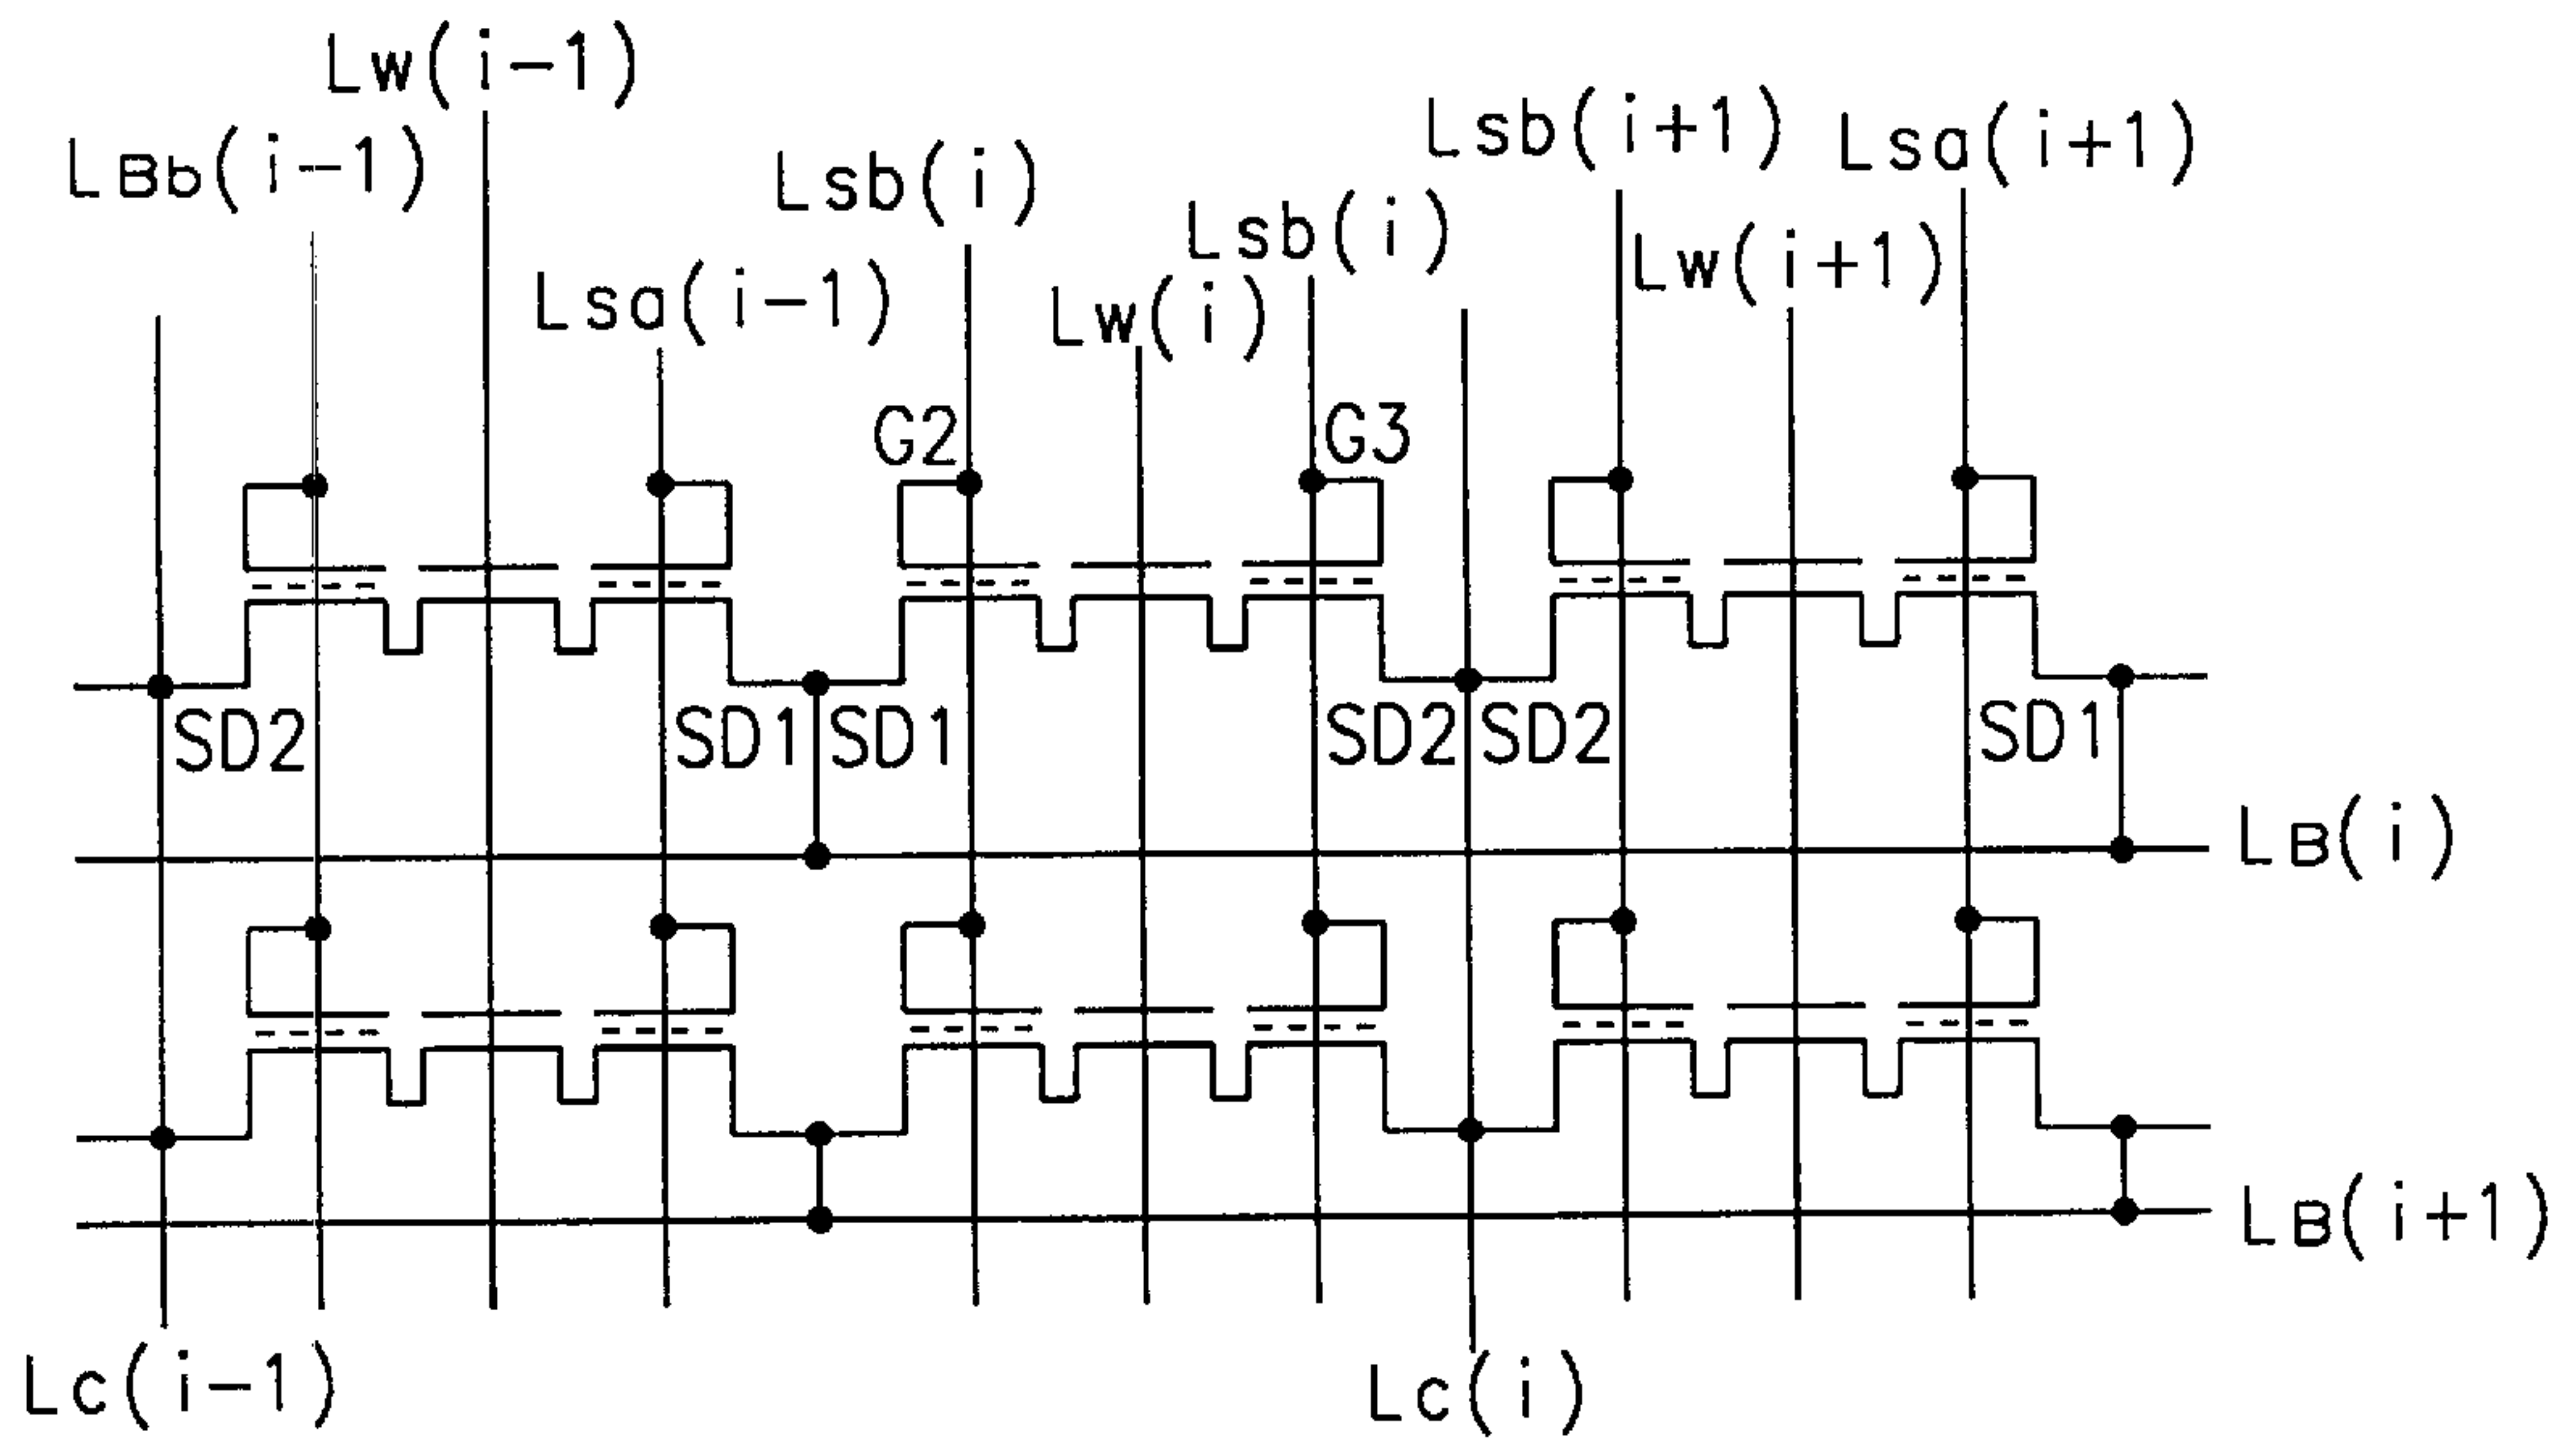 Lw(i-1)
LBb(i-1)
Lsb(i)
Lsb(i+1)
Lsa(i+1)
Lsa(i-1)
Lw(i)
Lsb(i)
Lw(i+1)
G2
G3
SD2
SD1
SD1
SD2
SD2
SD1
LB(i)
LB(i+1)
Lc(i-1)
Lc(i)